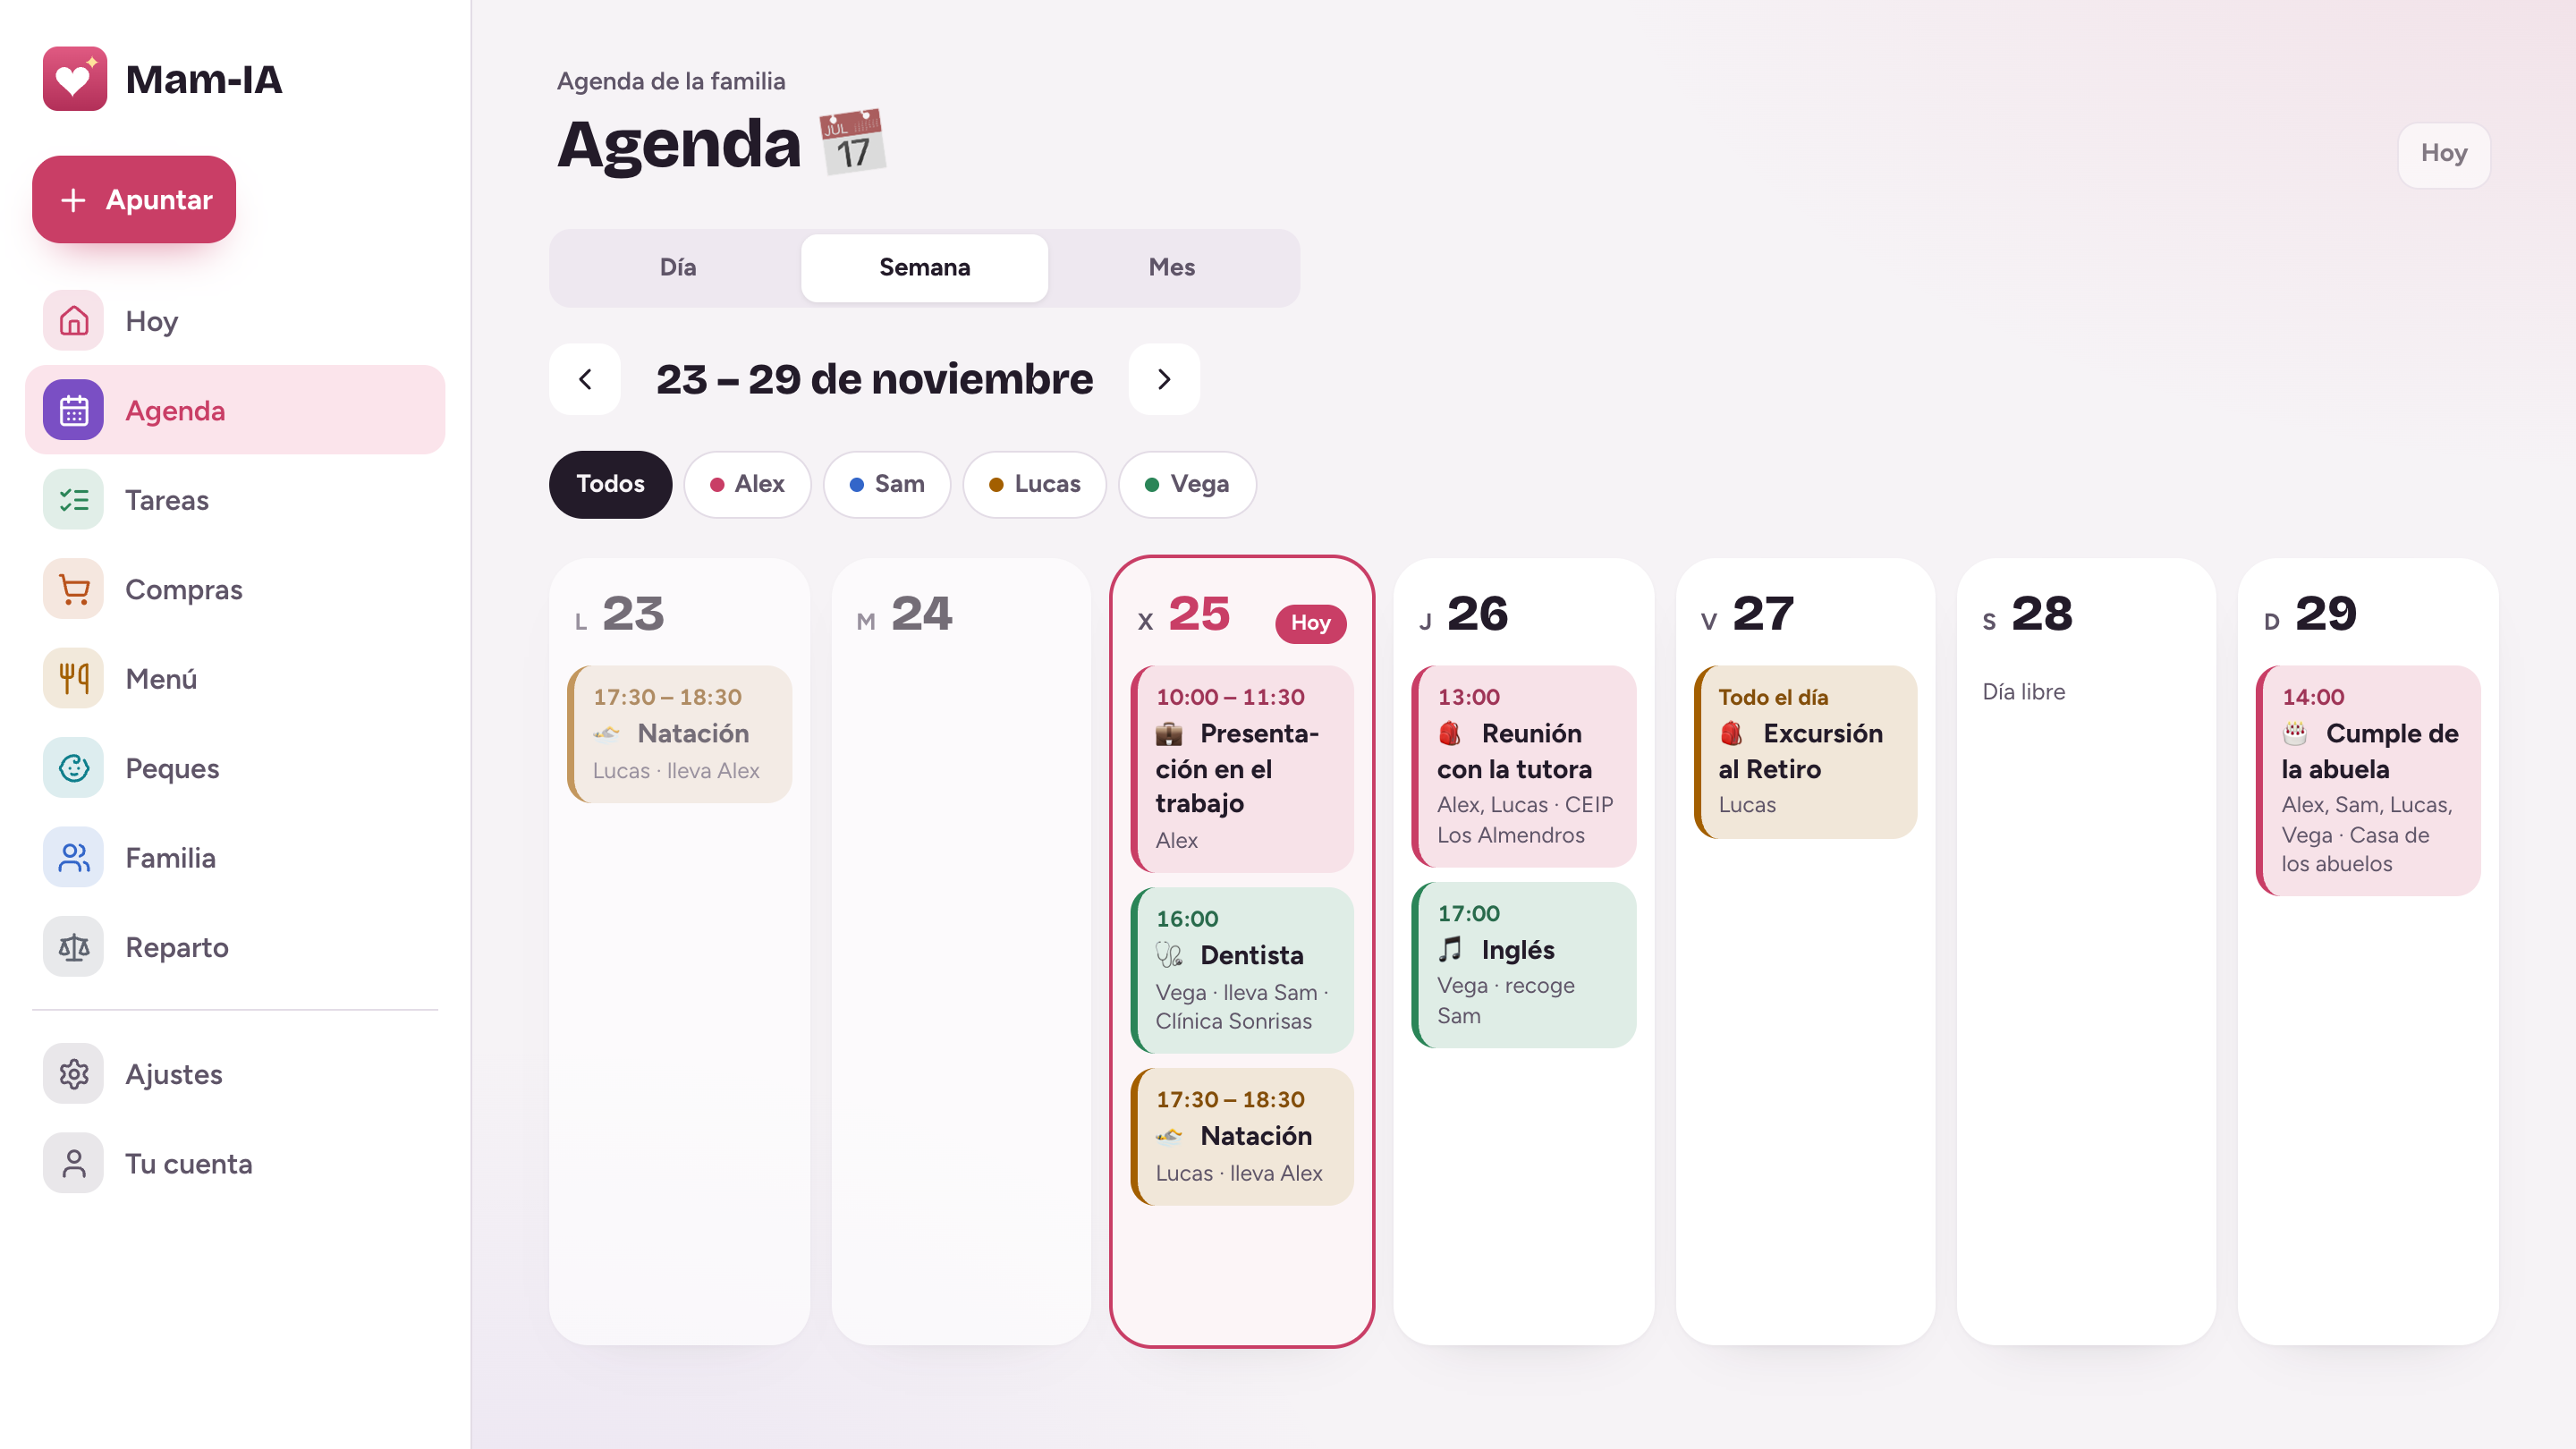 Mam-IA
Apuntar
Hoy
Agenda
Tareas
Compras
Menú
Peques
Familia
Reparto
Ajustes
Tu cuenta
Agenda de la familia
Agenda
JUL
17
Hoy
Día
Semana
Mes
23 – 29 de noviembre
Todos
Alex
Sam
Lucas
Vega
L 23
17:30 – 18:30
Natación
Lucas · lleva Alex
M 24
X 25
Hoy
10:00 – 11:30
Presenta-
ción en el
trabajo
Alex
16:00
Dentista
Vega · lleva Sam ·
Clínica Sonrisas
17:30 – 18:30
Natación
Lucas · lleva Alex
J 26
13:00
Reunión
con la tutora
Alex, Lucas · CEIP
Los Almendros
17:00
Inglés
Vega · recoge
Sam
V 27
Todo el día
Excursión
al Retiro
Lucas
S 28
Día libre
D 29
14:00
Cumple de
la abuela
Alex, Sam, Lucas,
Vega · Casa de
los abuelos